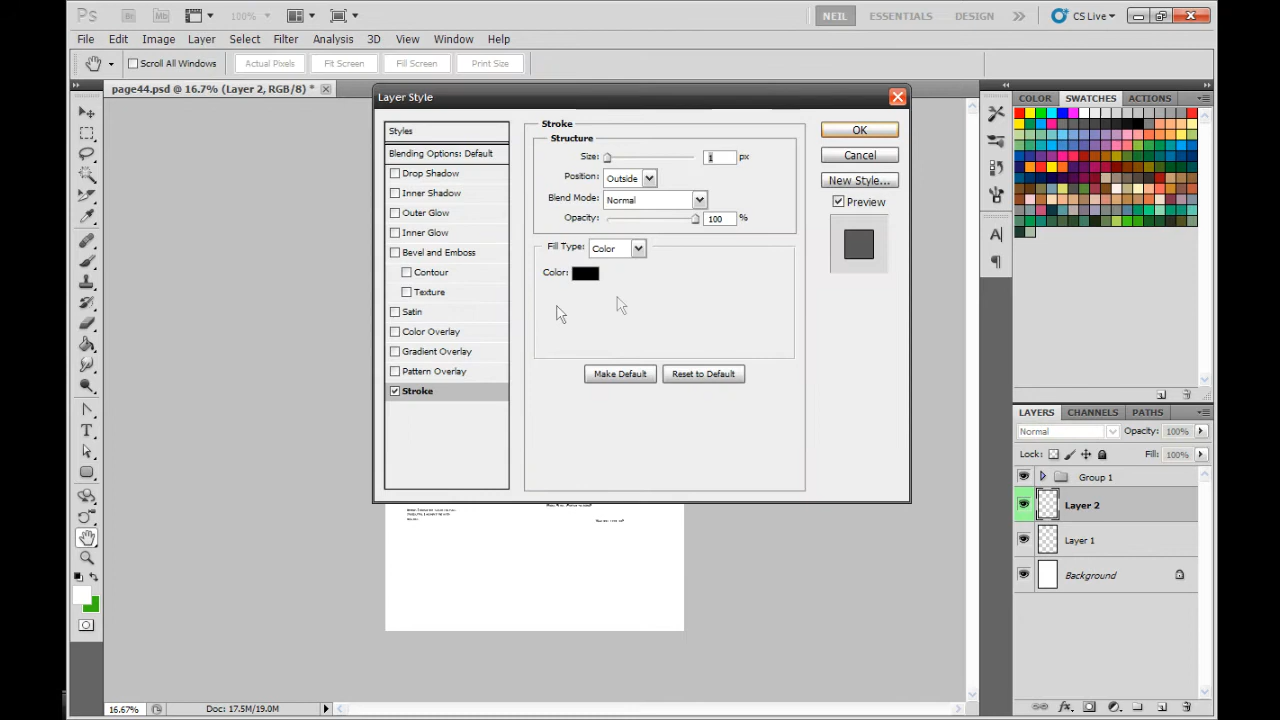 Ps Br Mb 100% NEIL ESSENTIALS DESIGN CS Live
File Edit Image Layer Select Filter Analysis 3D View Window Help
Scroll All Windows Actual Pixels Fit Screen Fill Screen Print Size
page44.psd @ 16.7% (Layer 2, RGB/8) *
Layer Style
Styles
Blending Options: Default
Drop Shadow
Inner Shadow
Outer Glow
Inner Glow
Bevel and Emboss
Contour
Texture
Satin
Color Overlay
Gradient Overlay
Pattern Overlay
Stroke
Stroke
Structure
Size: 1 px
Position: Outside
Blend Mode: Normal
Opacity: 100 %
Fill Type: Color
Color:
Make Default Reset to Default
OK
Cancel
New Style...
Preview
COLOR SWATCHES ACTIONS
LAYERS CHANNELS PATHS
Normal Opacity: 100%
Lock: Fill: 100%
Group 1
Layer 2
Layer 1
Background
16.67% Doc: 17.5M/19.0M